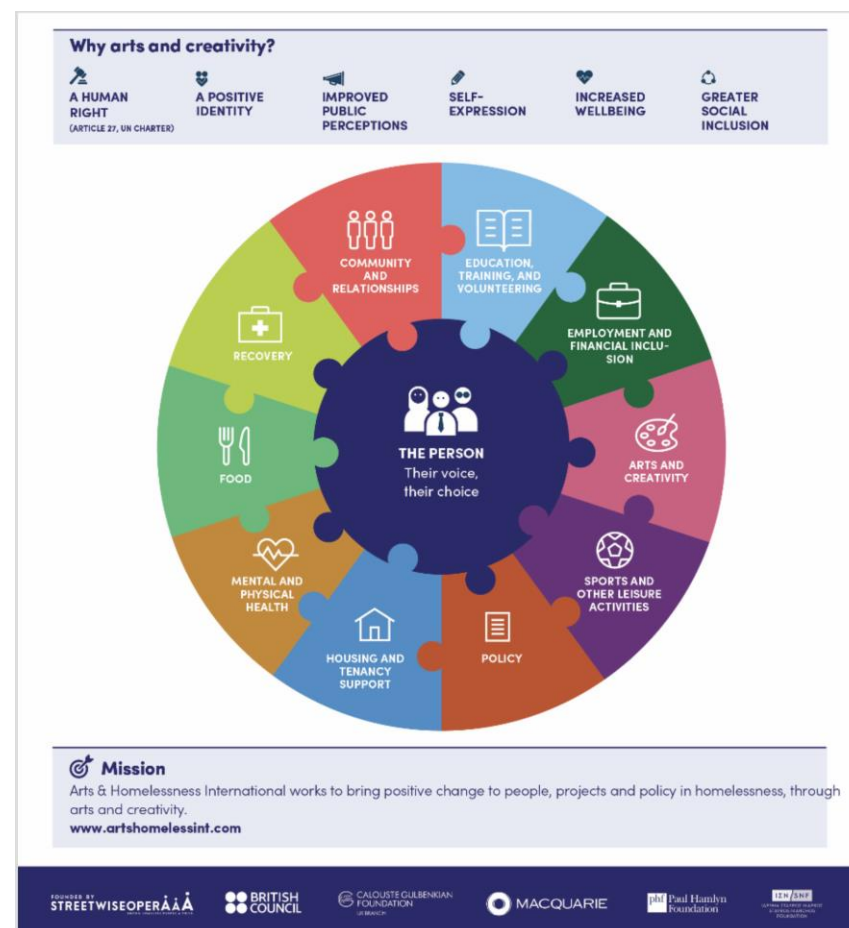 Why arts and creativity?
A HUMAN
RIGHT
(ARTICLE 27, UN CHARTER)
A POSITIVE
IDENTITY
IMPROVED
PUBLIC
PERCEPTIONS
SELF-
EXPRESSION
INCREASED
WELLBEING
GREATER
SOCIAL
INCLUSION
COMMUNITY
AND
RELATIONSHIPS
EDUCATION,
TRAINING, AND
VOLUNTEERING
EMPLOYMENT AND
FINANCIAL INCLU-
SION
RECOVERY
THE PERSON
Their voice,
their choice
ARTS AND
CREATIVITY
FOOD
MENTAL AND
PHYSICAL
HEALTH
SPORTS AND
OTHER LEISURE
ACTIVITIES
HOUSING AND
TENANCY
SUPPORT
POLICY
Mission
Arts & Homelessness International works to bring positive change to people, projects and policy in homelessness, through
arts and creativity.
www.artshomelessint.com
FOUNDED BY
STREETWISEOPERA
BRITISH
COUNCIL
CALOUSTE GULBENKIAN
FOUNDATION
UK BRANCH
MACQUARIE
phf Paul Hamlyn
Foundation
ΙΣΝ/SNF